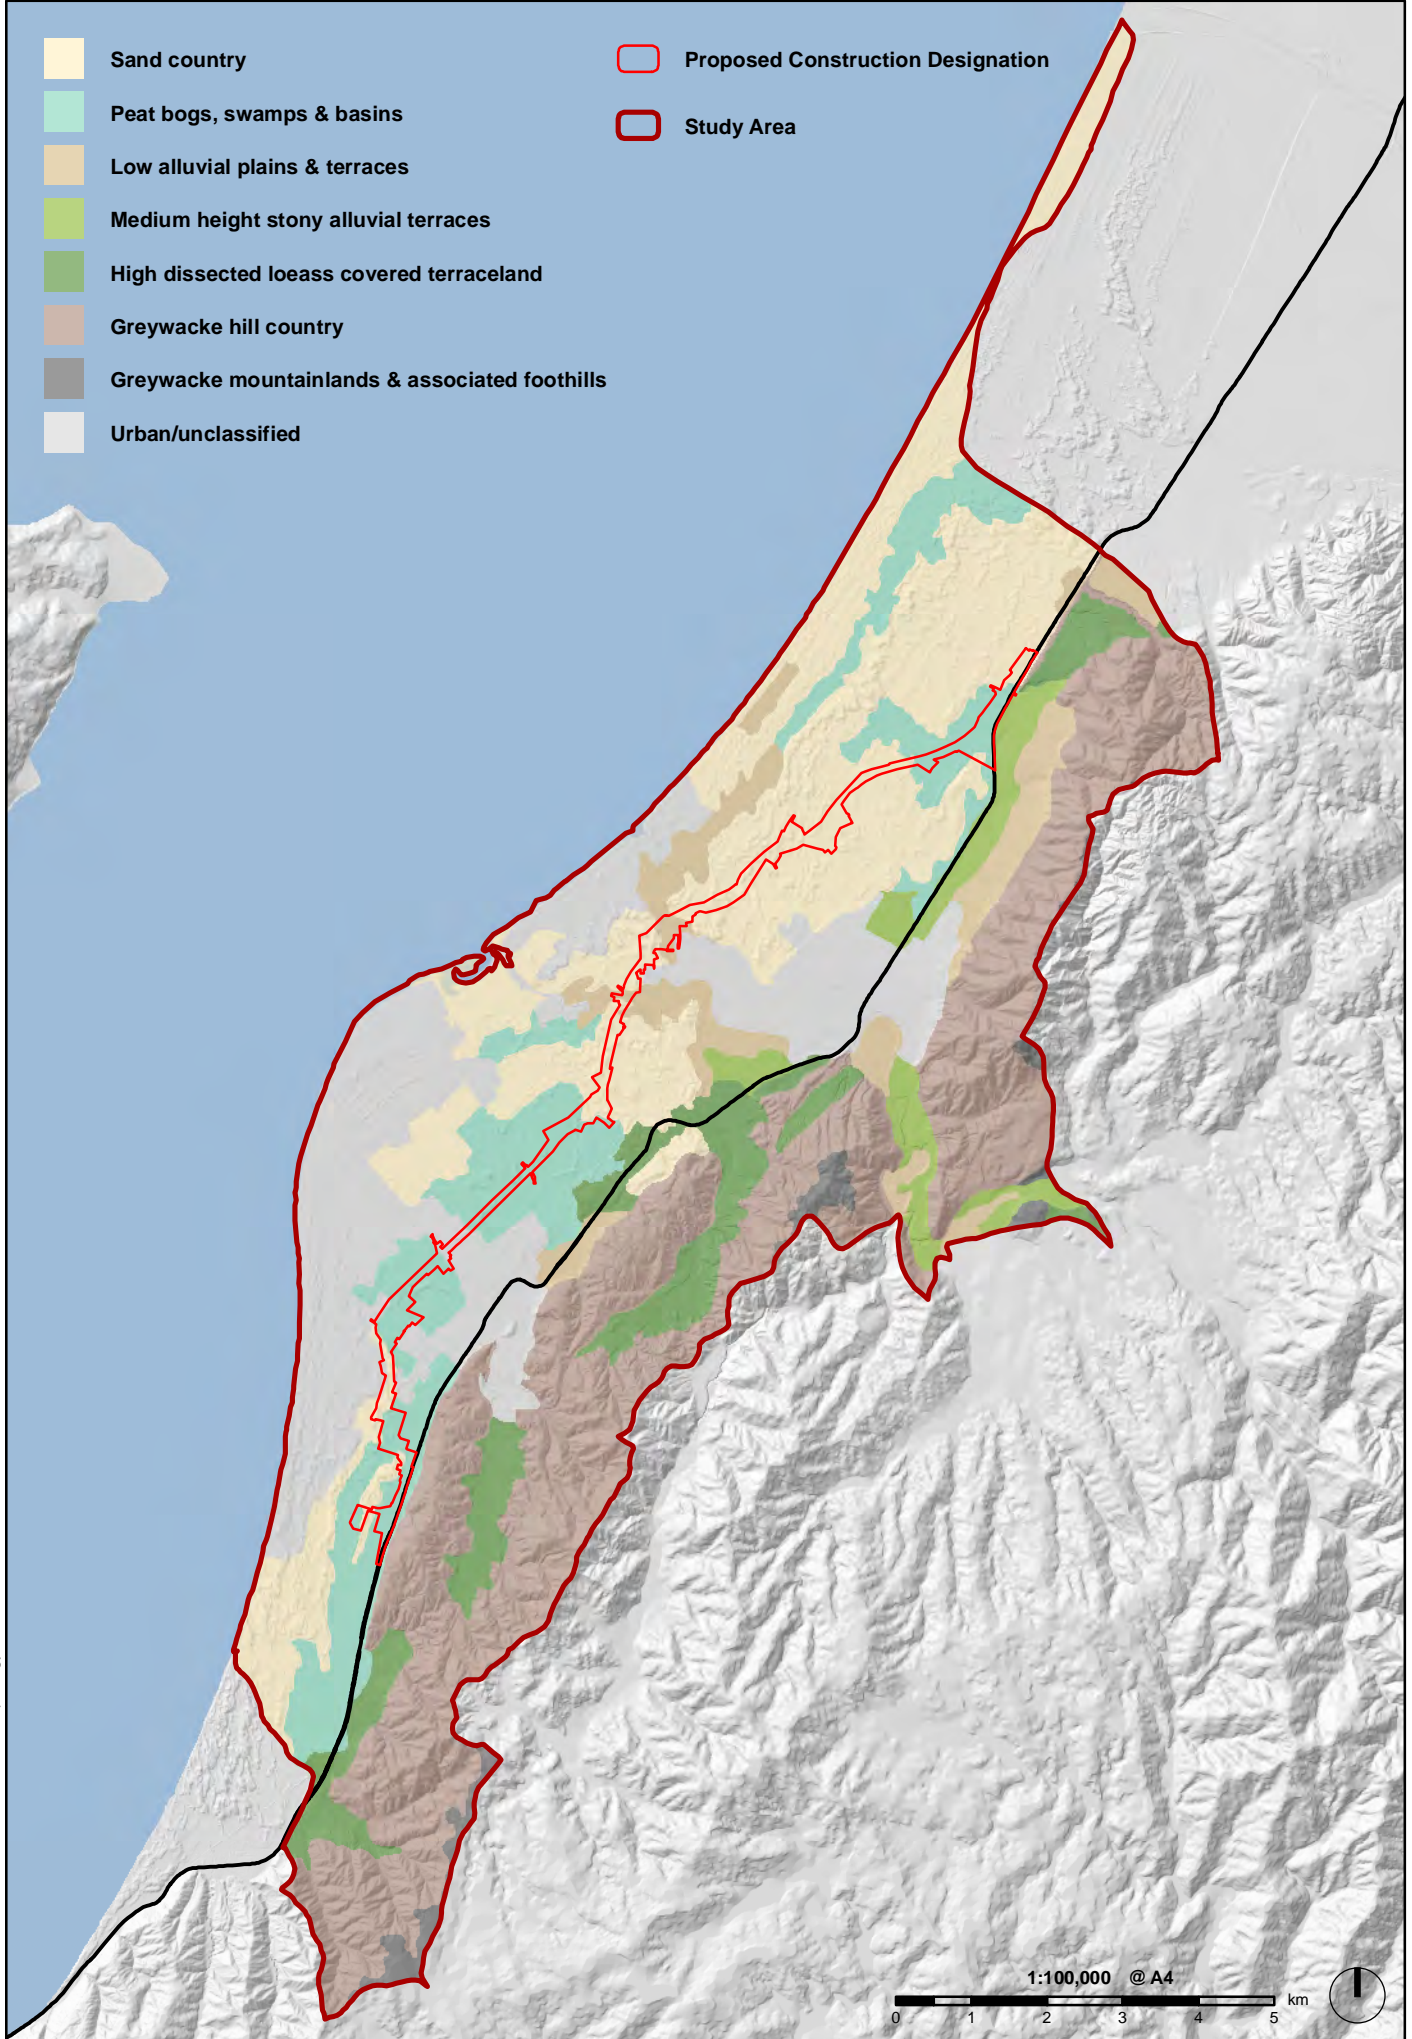 Sand country
Peat bogs, swamps & basins
Low alluvial plains & terraces
Medium height stony alluvial terraces
High dissected loeass covered terraceland
Greywacke hill country
Greywacke mountainlands & associated foothills
Urban/unclassified
Proposed Construction Designation
Study Area
1:100,000 @ A4
km
0 1 2 3 4 5